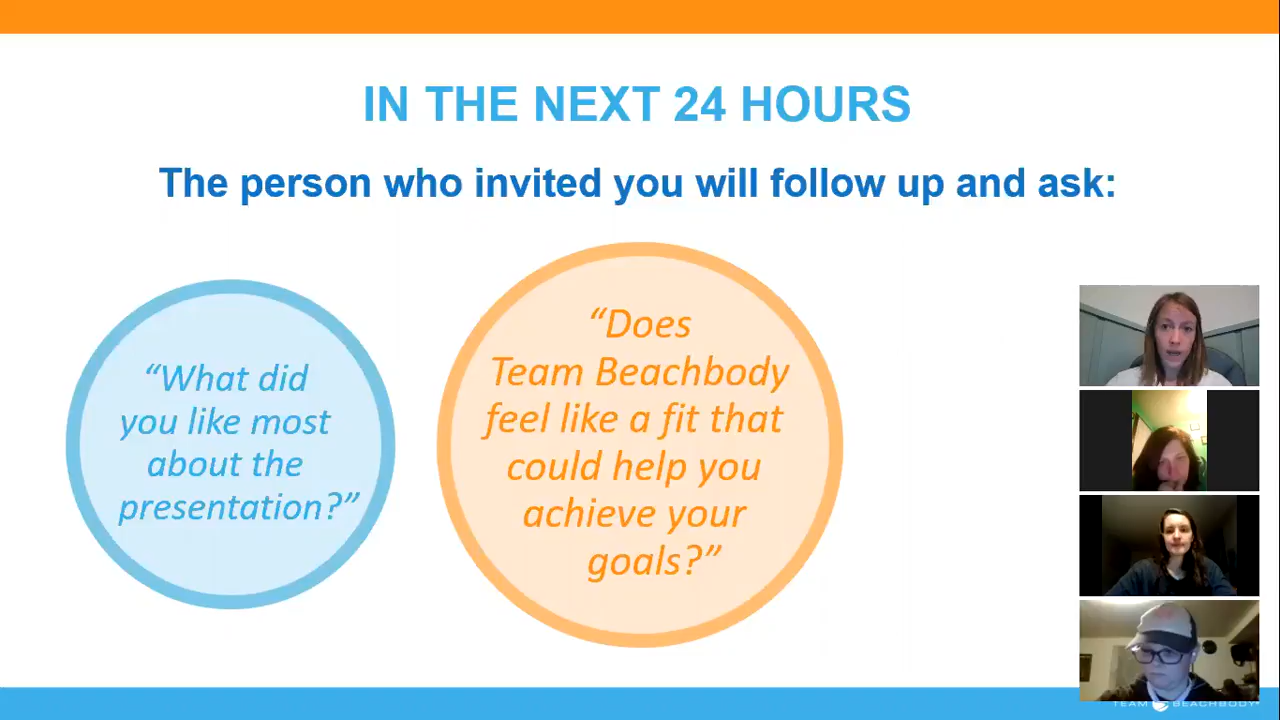 IN THE NEXT 24 HOURS
The person who invited you will follow up and ask:
“What did
you like most
about the
presentation?”
“Does
Team Beachbody
feel like a fit that
could help you
achieve your
goals?”
TEAM BEACHBODY